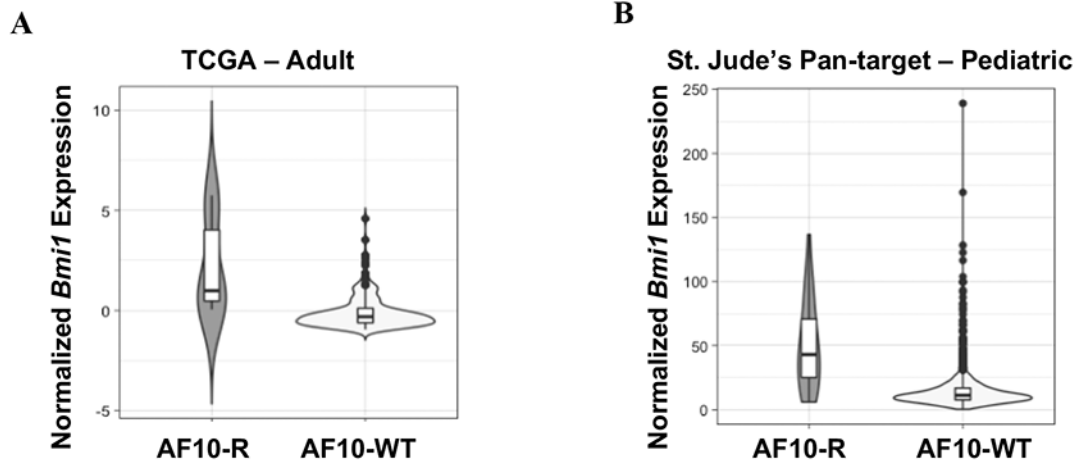 A
TCGA – Adult
Normalized Bmi1 Expression
10
5
0
-5
AF10-R
AF10-WT
B
St. Jude's Pan-target – Pediatric
Normalized Bmi1 Expression
250
200
150
100
50
0
AF10-R
AF10-WT